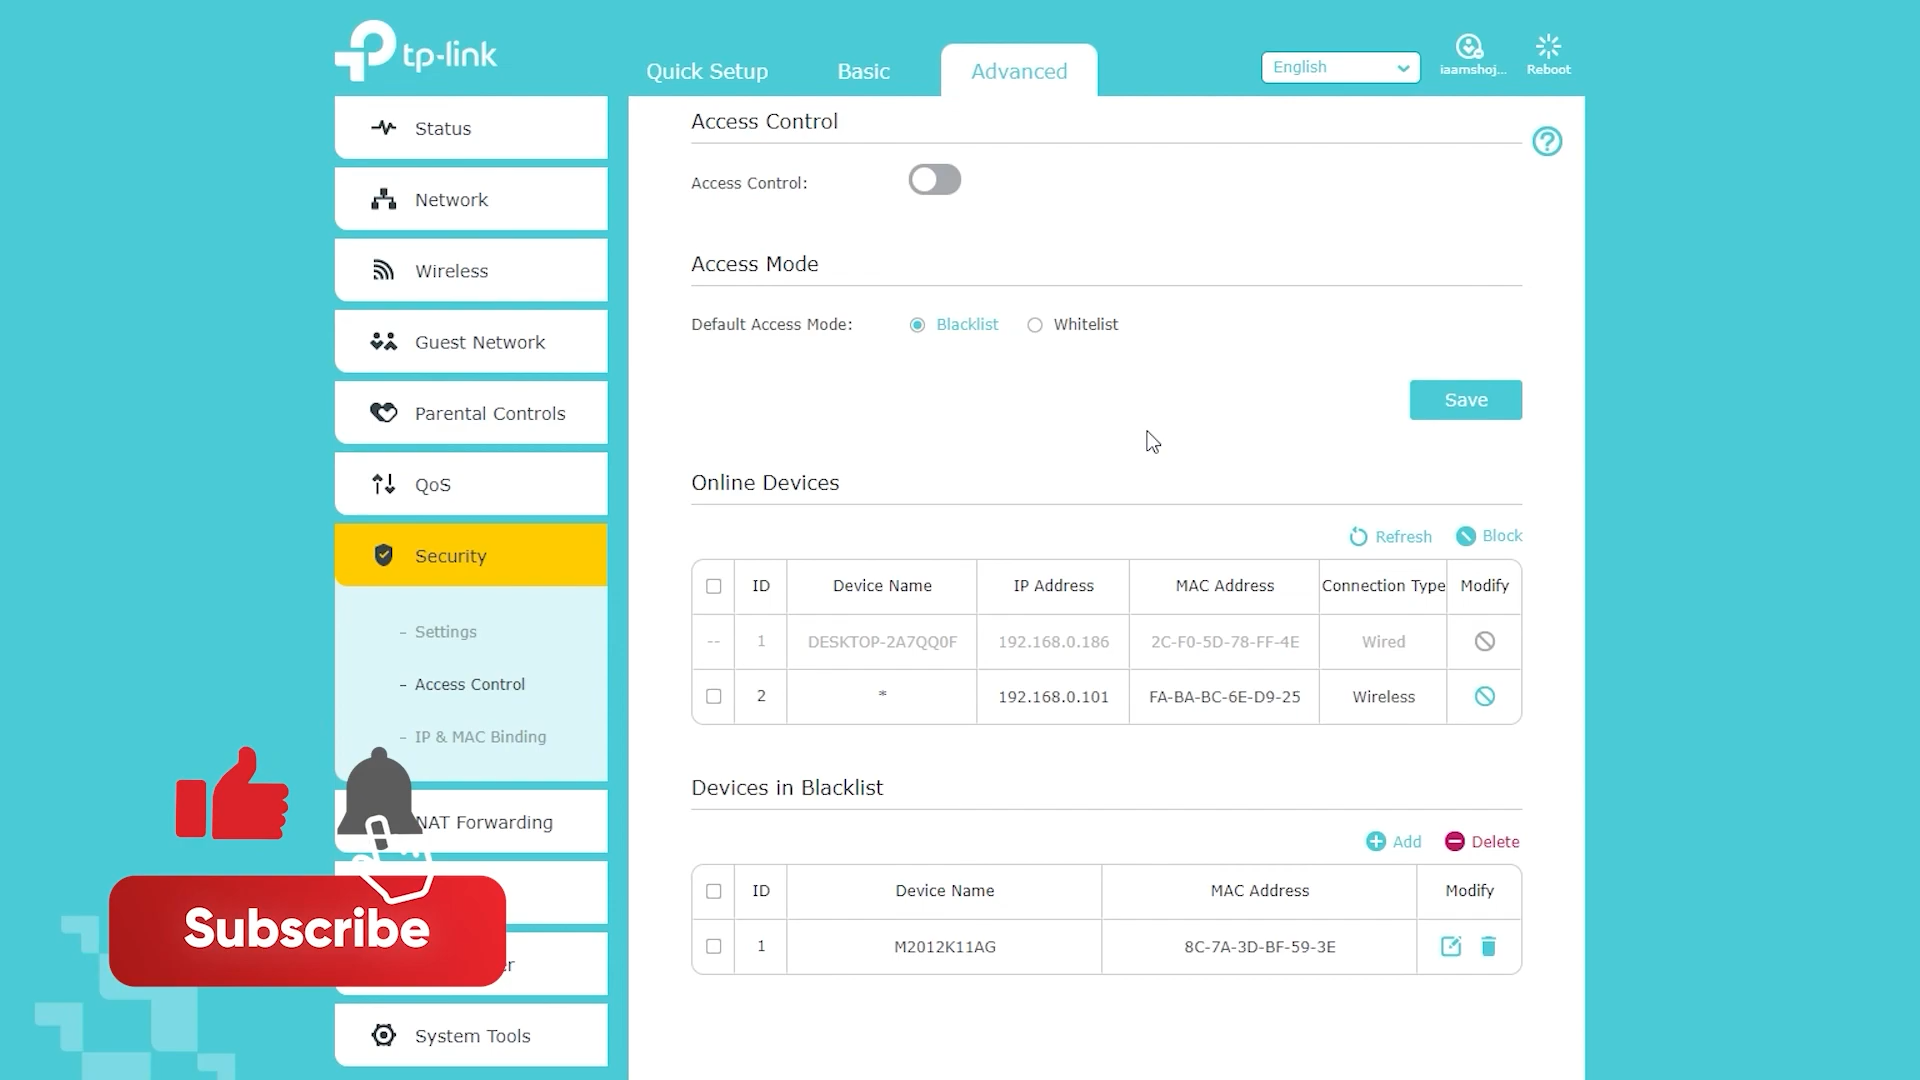 tp-link
Quick Setup
Basic
Advanced
English
iaamshoj...
Reboot
Status
Network
Wireless
Guest Network
Parental Controls
QoS
Security
- Settings
- Access Control
- IP & MAC Binding
NAT Forwarding
r
System Tools
Access Control
Access Control:
Access Mode
Default Access Mode: Blacklist Whitelist
Save
Online Devices
Refresh Block
ID Device Name IP Address MAC Address Connection Type Modify
-- 1 DESKTOP-2A7QQ0F 192.168.0.186 2C-F0-5D-78-FF-4E Wired
2 * 192.168.0.101 FA-BA-BC-6E-D9-25 Wireless
Devices in Blacklist
Add Delete
ID Device Name MAC Address Modify
1 M2012K11AG 8C-7A-3D-BF-59-3E
Subscribe